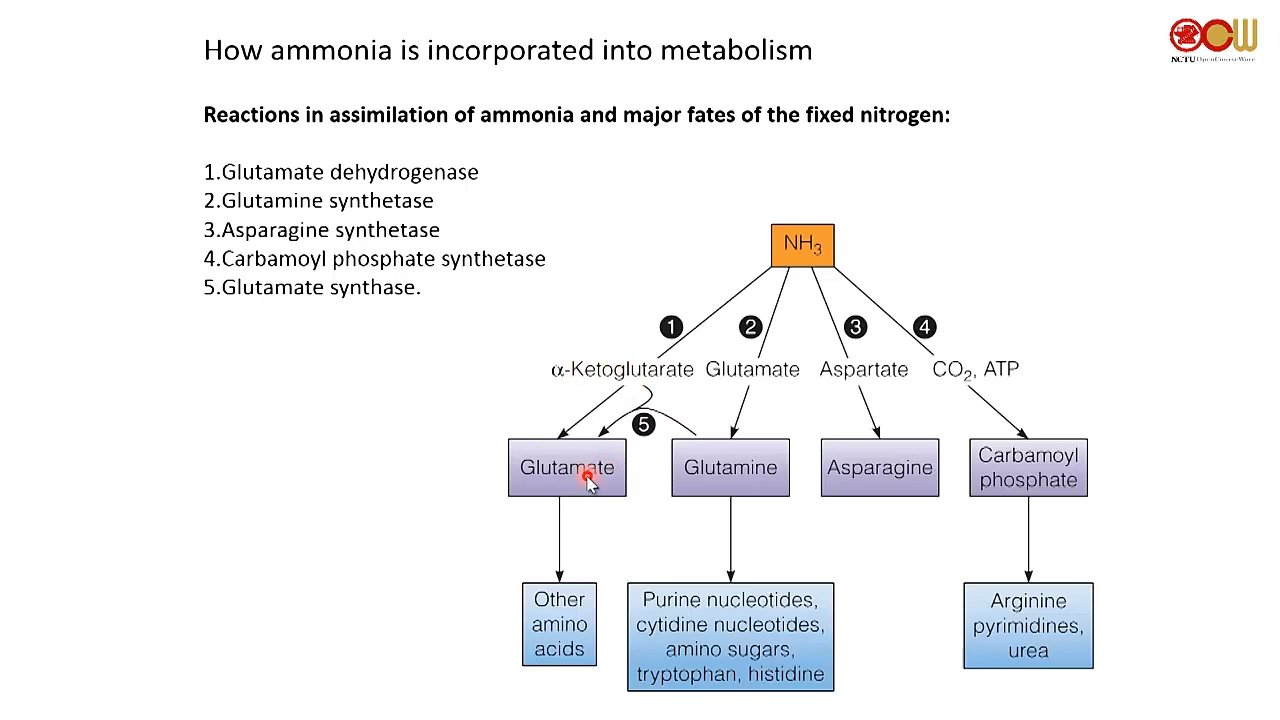 How ammonia is incorporated into metabolism
NCTU OpenCourseWare
Reactions in assimilation of ammonia and major fates of the fixed nitrogen:
1.Glutamate dehydrogenase
2.Glutamine synthetase
3.Asparagine synthetase
4.Carbamoyl phosphate synthetase
5.Glutamate synthase.
NH₃
1 2 3 4
α-Ketoglutarate Glutamate Aspartate CO₂, ATP
5
Glutamate
Glutamine
Asparagine
Carbamoyl
phosphate
Other
amino
acids
Purine nucleotides,
cytidine nucleotides,
amino sugars,
tryptophan, histidine
Arginine
pyrimidines,
urea